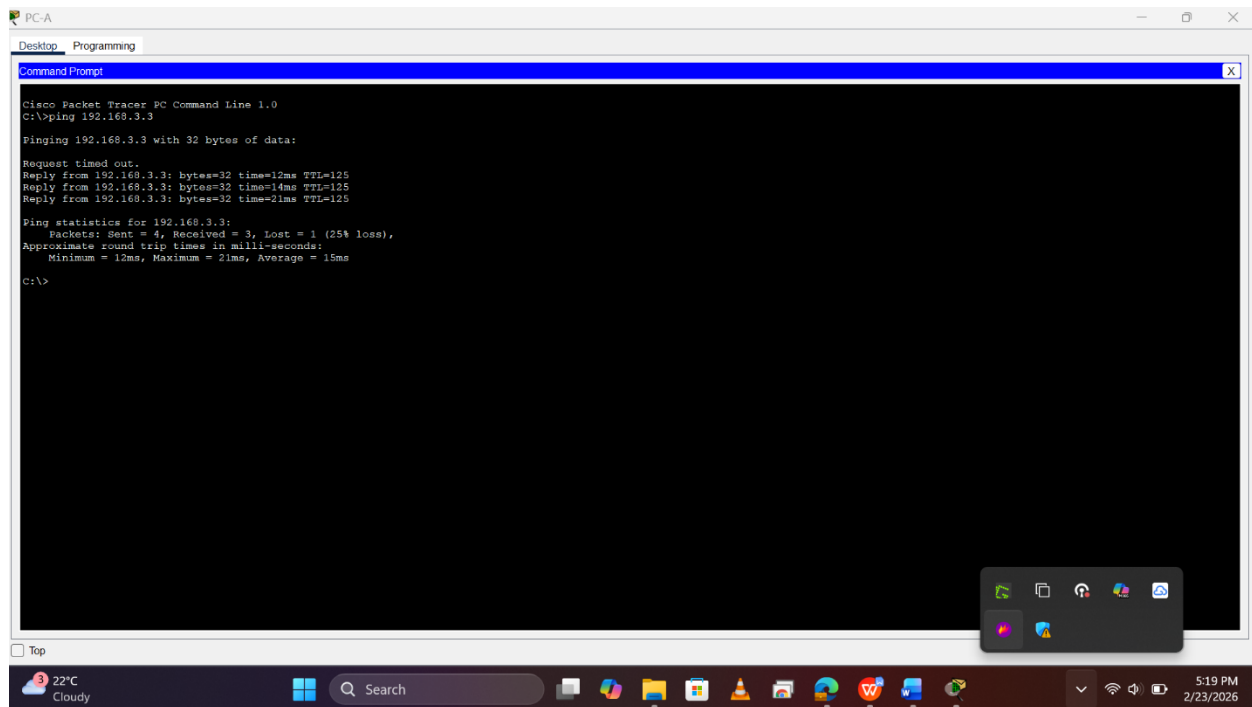 PC-A
Desktop Programming
Command Prompt
X
Cisco Packet Tracer PC Command Line 1.0
C:\>ping 192.168.3.3
Pinging 192.168.3.3 with 32 bytes of data:
Request timed out.
Reply from 192.168.3.3: bytes=32 time=12ms TTL=125
Reply from 192.168.3.3: bytes=32 time=14ms TTL=125
Reply from 192.168.3.3: bytes=32 time=21ms TTL=125
Ping statistics for 192.168.3.3:
Packets: Sent = 4, Received = 3, Lost = 1 (25% loss),
Approximate round trip times in milli-seconds:
Minimum = 12ms, Maximum = 21ms, Average = 15ms
C:\>
Top
3
22°C
Cloudy
Search
5:19 PM
2/23/2026